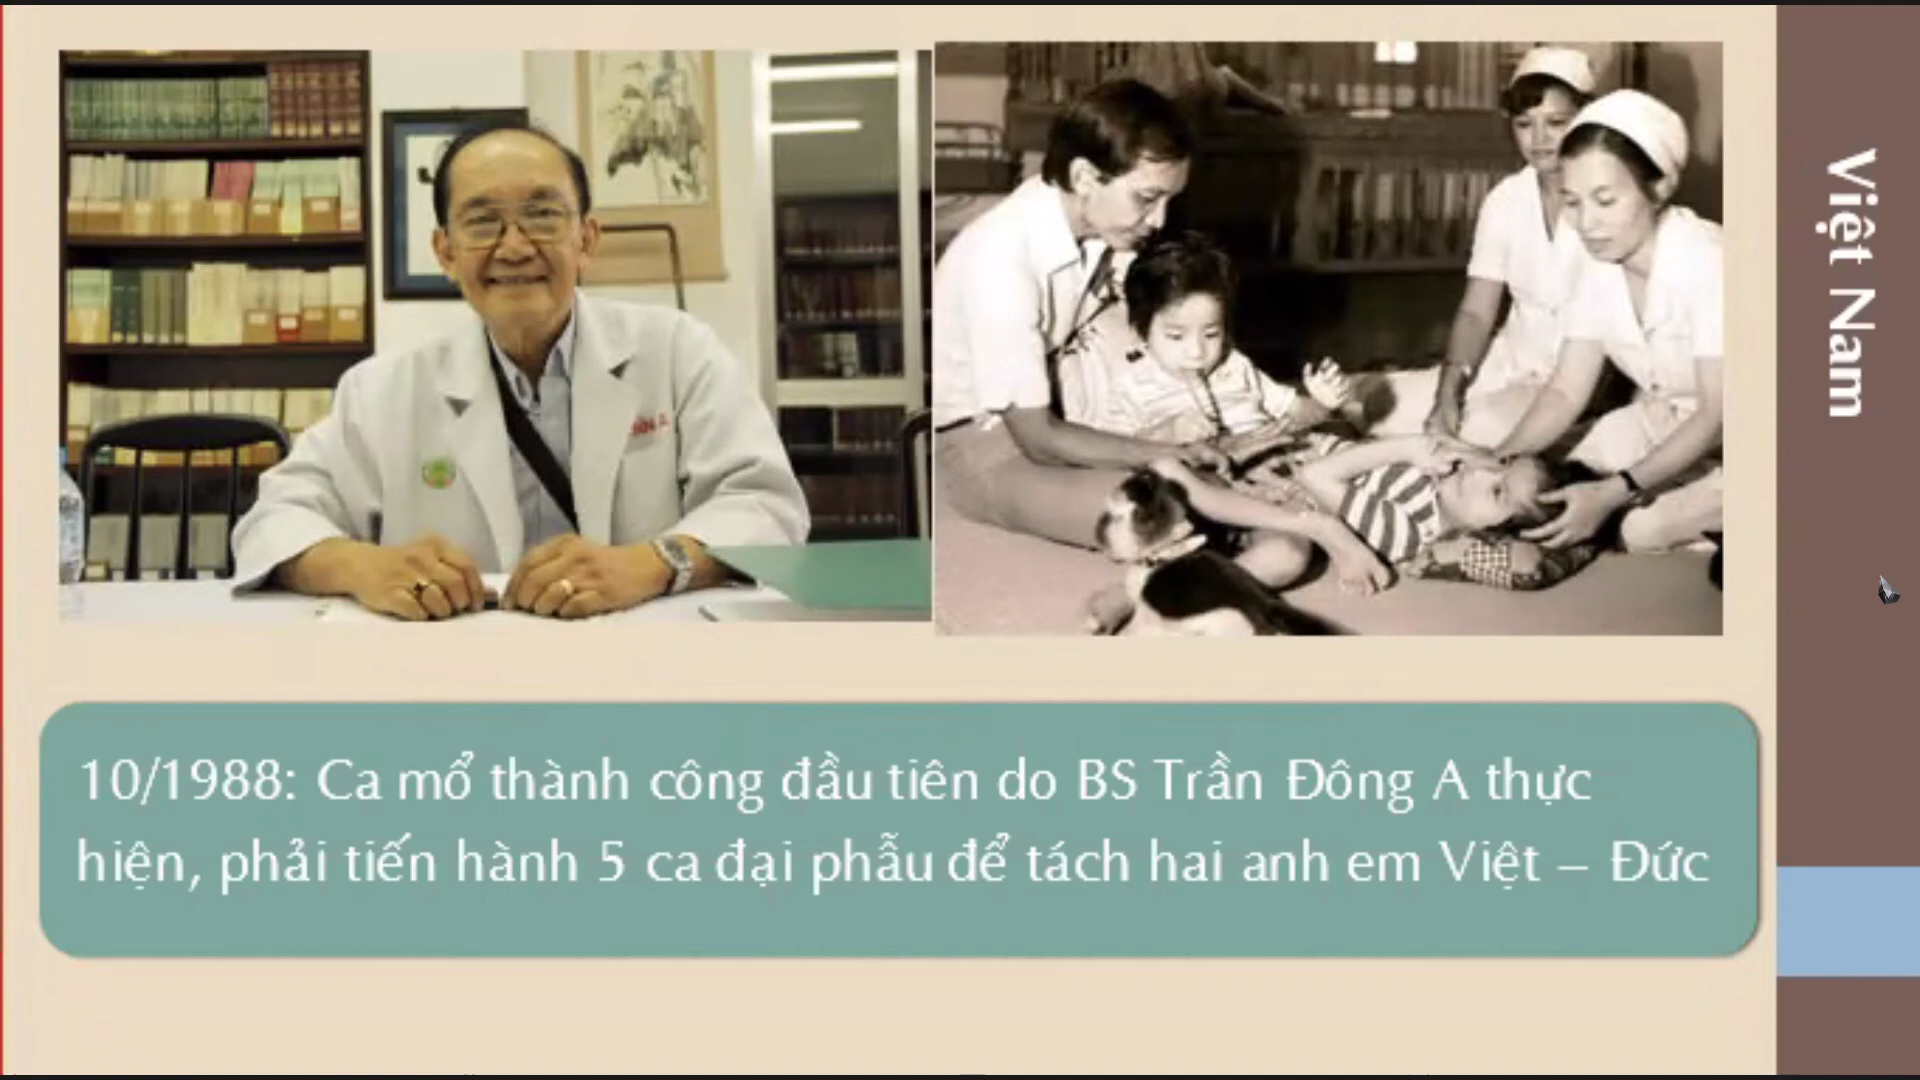 10/1988: Ca mổ thành công đầu tiên do BS Trần Đông A thực
hiện, phải tiến hành 5 ca đại phẫu để tách hai anh em Việt – Đức
Việt Nam